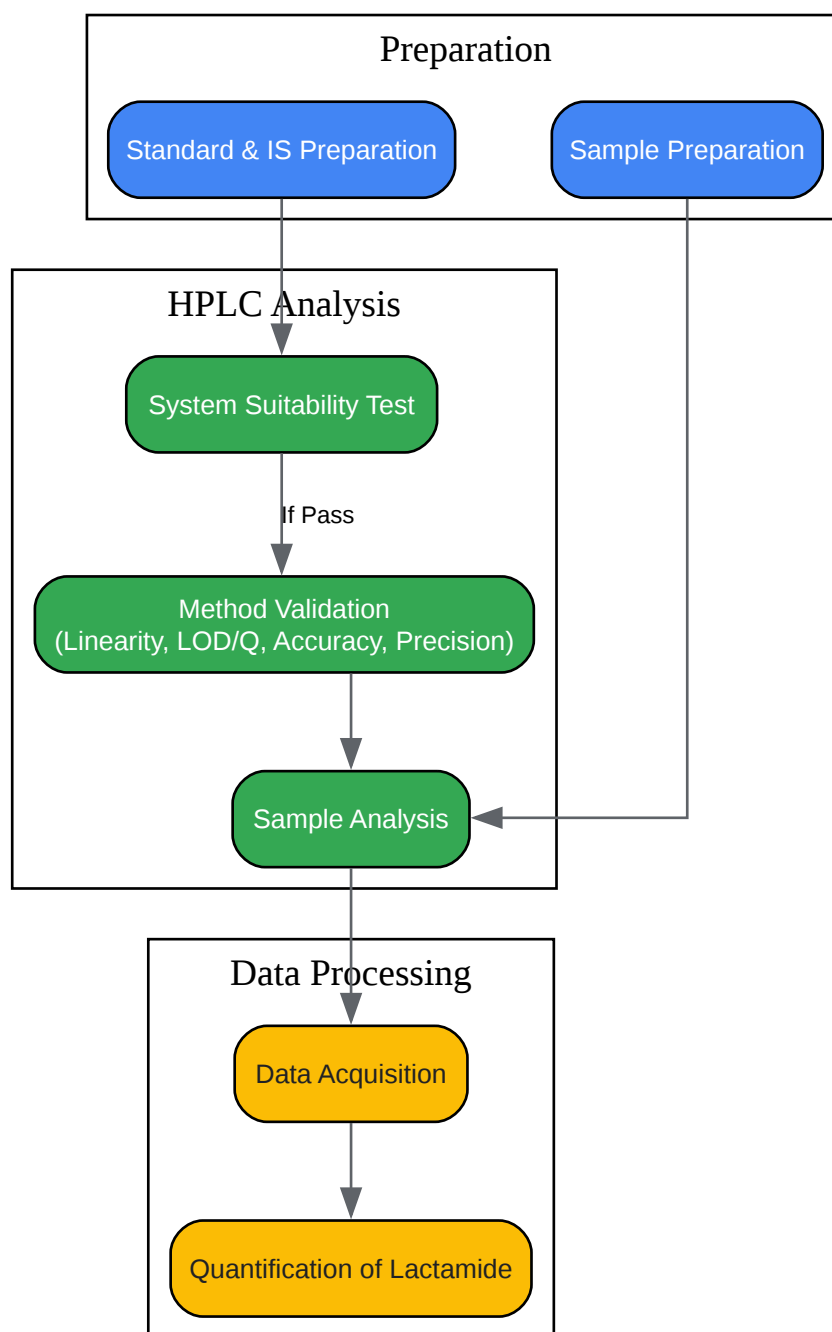 Preparation
Standard & IS Preparation
Sample Preparation
HPLC Analysis
System Suitability Test
If Pass
Method Validation
(Linearity, LOD/Q, Accuracy, Precision)
Sample Analysis
Data Processing
Data Acquisition
Quantification of Lactamide